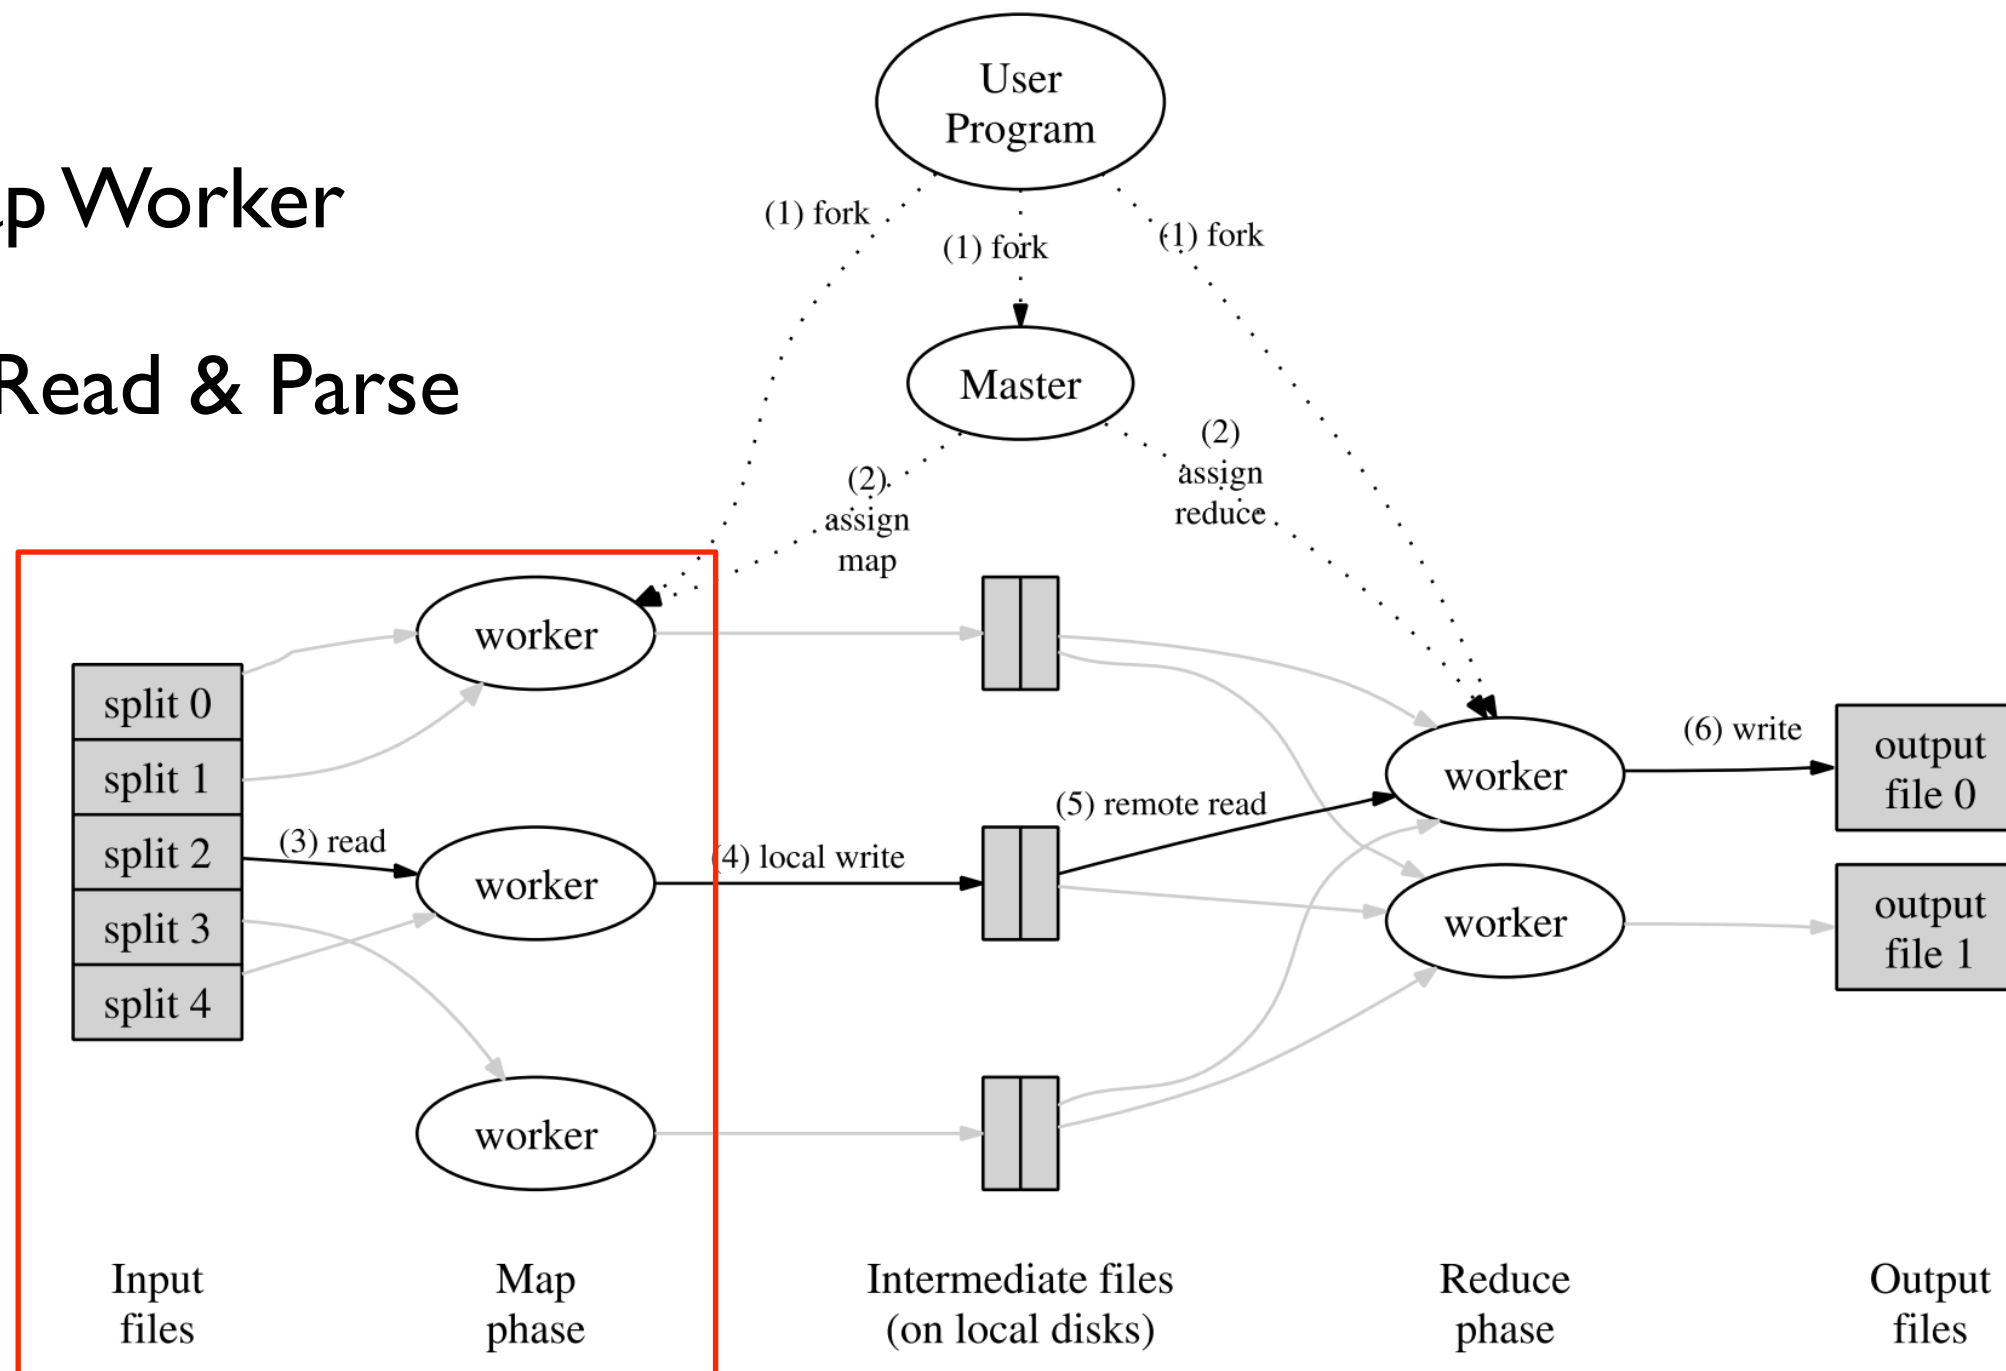 User
Program
ap Worker
(1) fork
(1) fork
(1) fork
Read & Parse
Master
(2)
assign
map
(2)
assign
reduce
worker
split 0
split 1
split 2
split 3
split 4
(3) read
worker
(4) local write
worker
(5) remote read
worker
worker
(6) write
output
file 0
output
file 1
Input
files
Map
phase
Intermediate files
(on local disks)
Reduce
phase
Output
files